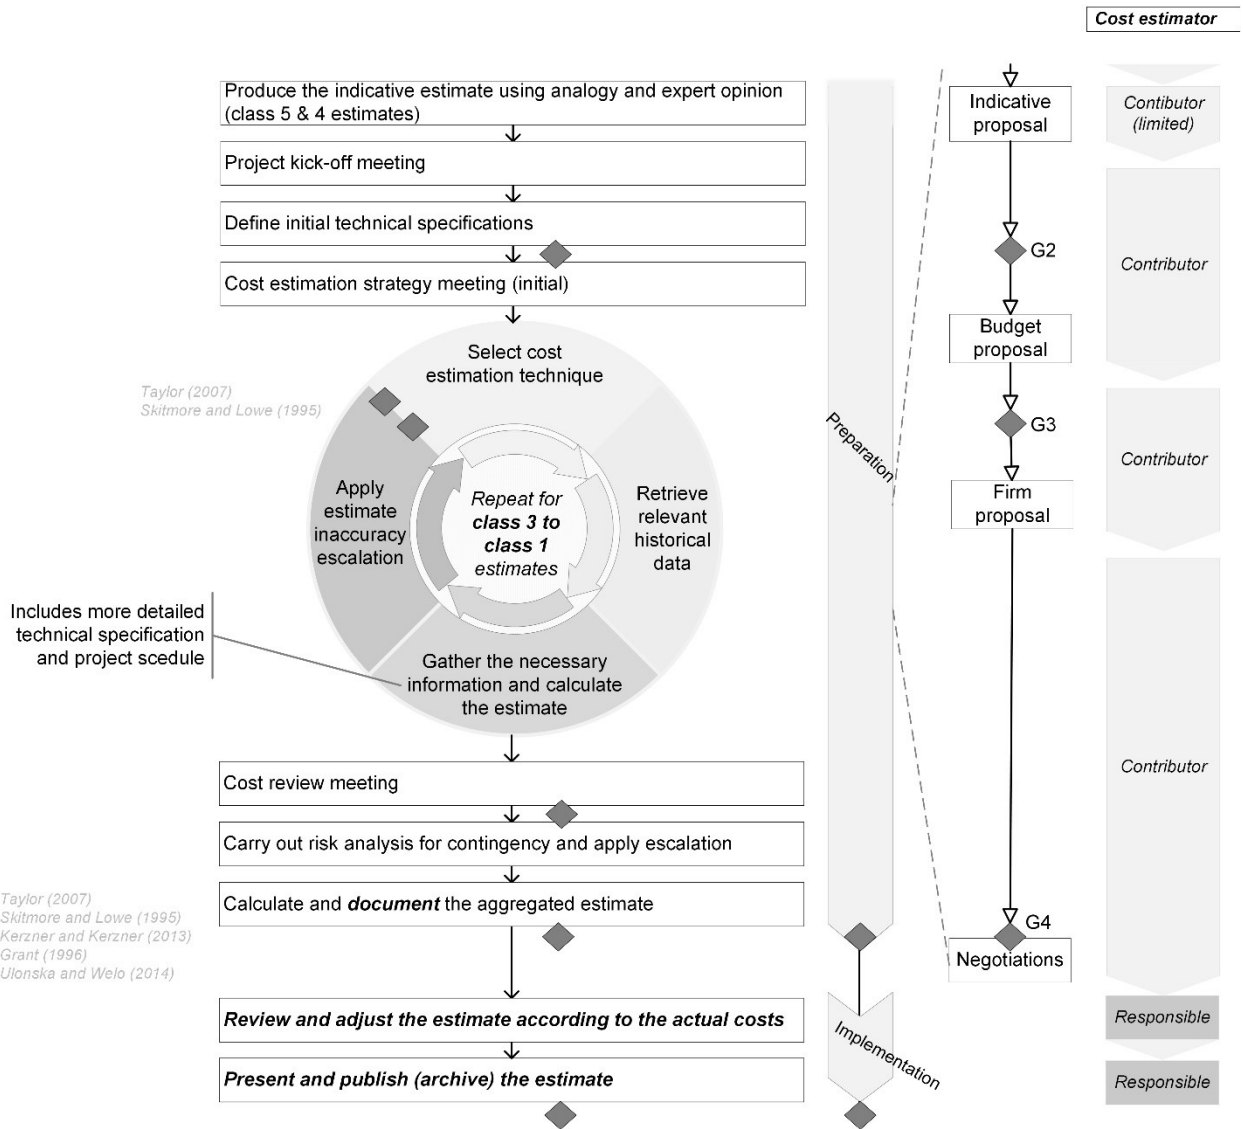 Cost estimator
Produce the indicative estimate using analogy and expert opinion
(class 5 & 4 estimates)
Project kick-off meeting
Define initial technical specifications
Cost estimation strategy meeting (initial)
Select cost
estimation technique
Taylor (2007)
Skitmore and Lowe (1995)
Apply
estimate
inaccuracy
escalation
Repeat for
class 3 to
class 1
estimates
Retrieve
relevant
historical
data
Includes more detailed
technical specification
and project scedule
Gather the necessary
information and calculate
the estimate
Cost review meeting
Carry out risk analysis for contingency and apply escalation
Calculate and document the aggregated estimate
Taylor (2007)
Skitmore and Lowe (1995)
Kerzner and Kerzner (2013)
Grant (1996)
Ulonska and Welo (2014)
Review and adjust the estimate according to the actual costs
Present and publish (archive) the estimate
Preparation
Implementation
Indicative
proposal
G2
Budget
proposal
G3
Firm
proposal
G4
Negotiations
Contibutor
(limited)
Contributor
Contributor
Contributor
Responsible
Responsible